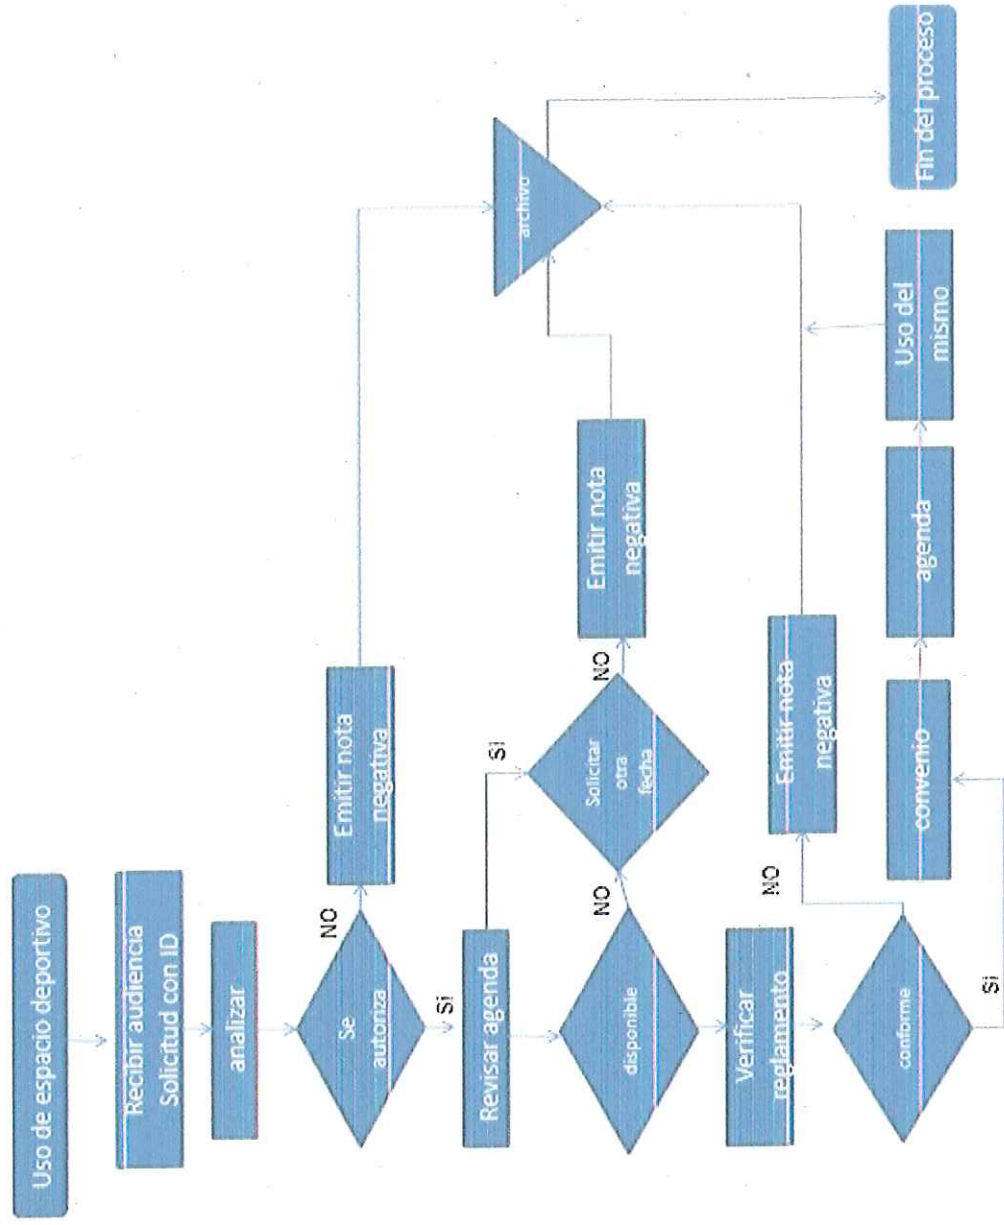 Uso de espacio deportivo
Recibir audiencia
Solicitud con ID
analizar
Se
autoriza
NO
Emitir nota
negativa
Si
Revisar agenda
SI
disponible
NO
Solicitar
otra
fecha
NO
Emitir nota
negativa
archivo
Verificar
reglamento
conforme
NO
Emitir nota
negativa
Si
convenio
agenda
Uso del
mismo
Fin del proceso